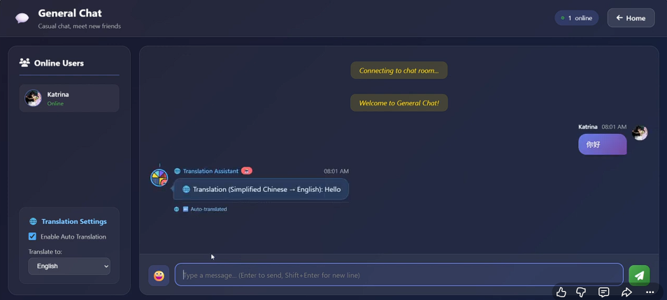 General Chat
Casual chat, meet new friends
1 online
← Home
Online Users
Katrina
Online
Connecting to chat room...
Welcome to General Chat!
Katrina 08:01 AM
你好
Translation Assistant
08:01 AM
Translation (Simplified Chinese → English): Hello
Auto-translated
Translation Settings
Enable Auto Translation
Translate to:
English
Type a message... (Enter to send, Shift+Enter for new line)